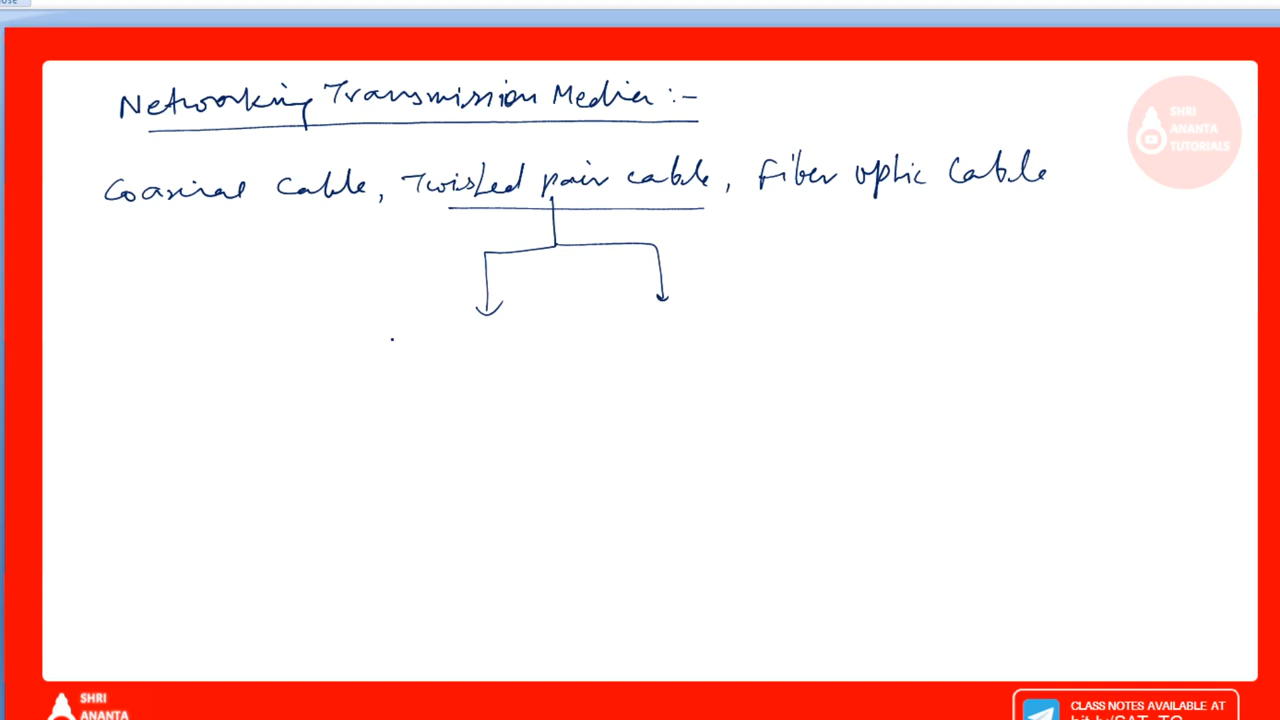 Networking Transmission Media :-
SHRI
ANANTA
TUTORIALS
Coaxial Cable, Twisted pair cable, Fiber optic Cable
SHRI
ANANTA
CLASS NOTES AVAILABLE AT